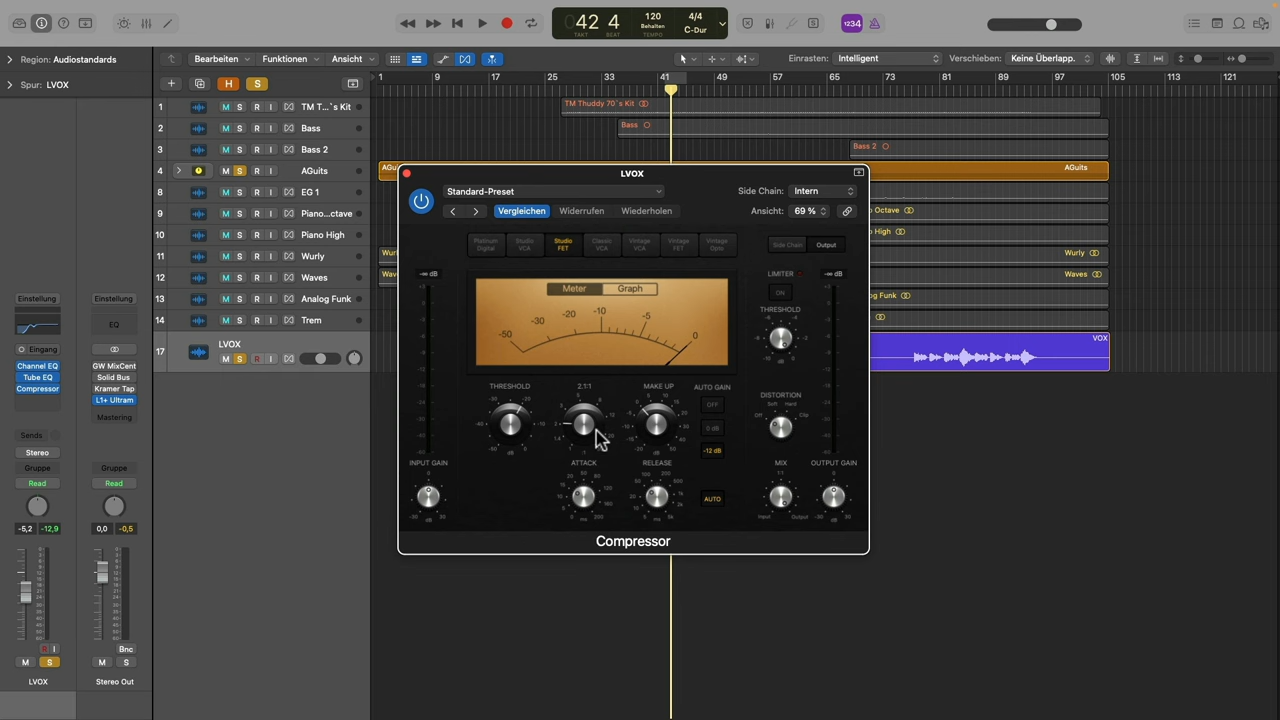 42 4
TAKT BEAT
120
Behalten
TEMPO
4/4
C-Dur
1234
Region: Audiostandards
Bearbeiten
Funktionen
Ansicht
Einrasten: Intelligent
Verschieben: Keine Überlapp.
Spur: LVOX
H
S
1 9 17 25 33 41 49 57 65 73 81 89 97 105 113 121
1 M S R I TM T...`s Kit
TM Thuddy 70`s Kit
2 M S R I Bass
Bass
3 M S R I Bass 2
Bass 2
4 M S R I AGuits
AGuits
8 M S R I EG 1
9 M S R I Piano...ctave
Octave
10 M S R I Piano High
High
11 M S R I Wurly
Wurly
12 M S R I Waves
Waves
13 M S R I Analog Funk
Funk
14 M S R I Trem
17 LVOX
M S R I
VOX
LVOX
Standard-Preset
Side Chain: Intern
Vergleichen
Widerrufen
Wiederholen
Ansicht: 69 %
Platinum Digital
Studio VCA
Studio FET
Classic VCA
Vintage VCA
Vintage FET
Vintage Opto
Side Chain
Output
-∞ dB
Meter
Graph
-50 -30 -20 -10 -5 0
LIMITER
ON
-∞ dB
THRESHOLD
THRESHOLD
2.1:1
MAKE UP
AUTO GAIN
OFF
0 dB
-12 dB
DISTORTION
Soft Hard
Off Clip
INPUT GAIN
ATTACK
RELEASE
AUTO
MIX
1:1
Input Output
OUTPUT GAIN
Compressor
Einstellung
Einstellung
EQ
Eingang
Channel EQ
Tube EQ
Compressor
GW MixCent
Solid Bus
Kramer Tap
L1+ Ultram
Mastering
Sends
Stereo
Gruppe
Gruppe
Read
Read
-5,2 -12,9
0,0 -0,5
R I
Bnc
M S
M S
LVOX
Stereo Out